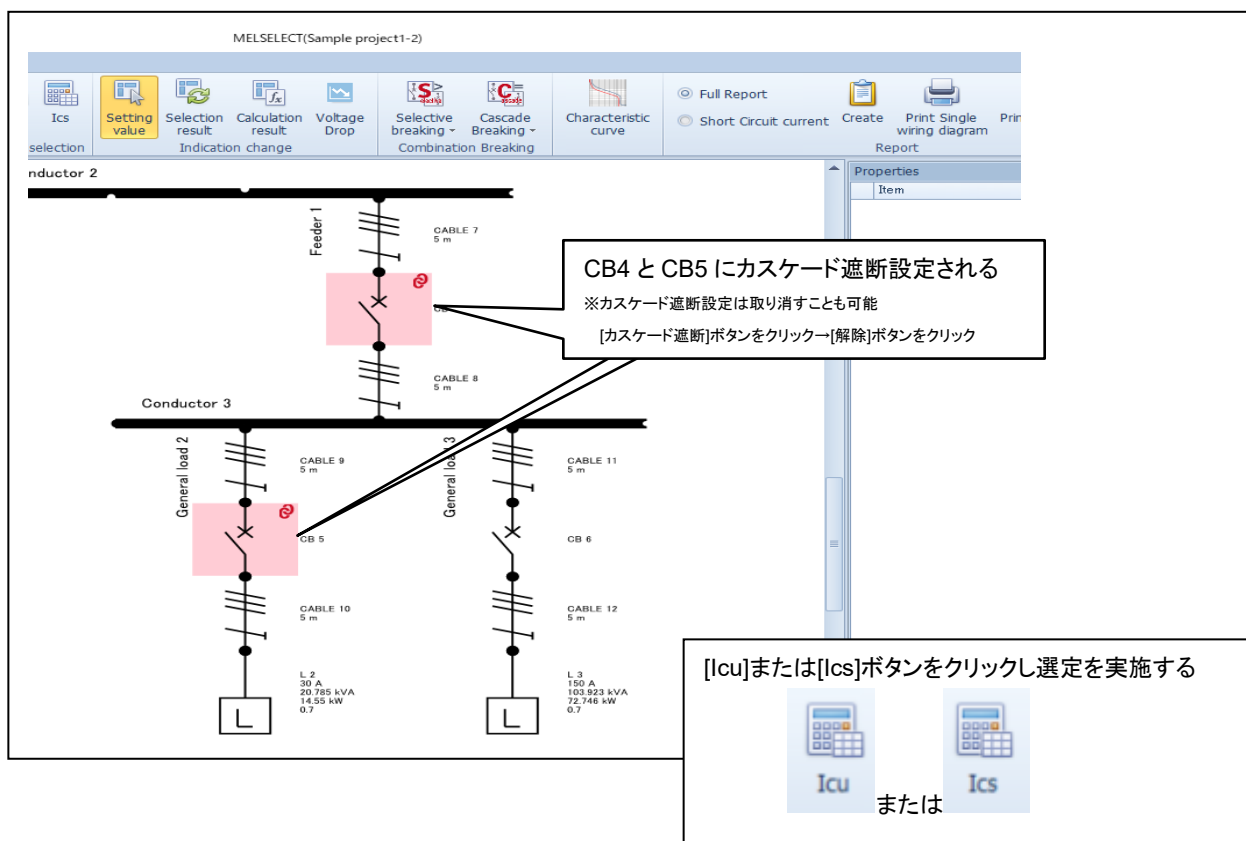 MELSELECT(Sample project1-2)
Ics
Setting value
Selection result
Calculation result
Voltage Drop
Selective breaking
Cascade Breaking
Characteristic curve
Full Report
Short Circuit current
Create
Print Single wiring diagram
selection
Indication change
Combination Breaking
Report
nductor 2
Properties
Item
Feeder 1
CABLE 7
5 m
CB4 と CB5 にカスケード遮断設定される
※カスケード遮断設定は取り消すことも可能
[カスケード遮断]ボタンをクリック→[解除]ボタンをクリック
CABLE 8
5 m
Conductor 3
General load 2
CABLE 9
5 m
General load 3
CABLE 11
5 m
CB 5
CB 6
CABLE 10
5 m
CABLE 12
5 m
L 2
30 A
20.785 kVA
14.55 kW
0.7
L
L 3
150 A
103.923 kVA
72.746 kW
0.7
L
[Icu]または[Ics]ボタンをクリックし選定を実施する
Icu
または
Ics